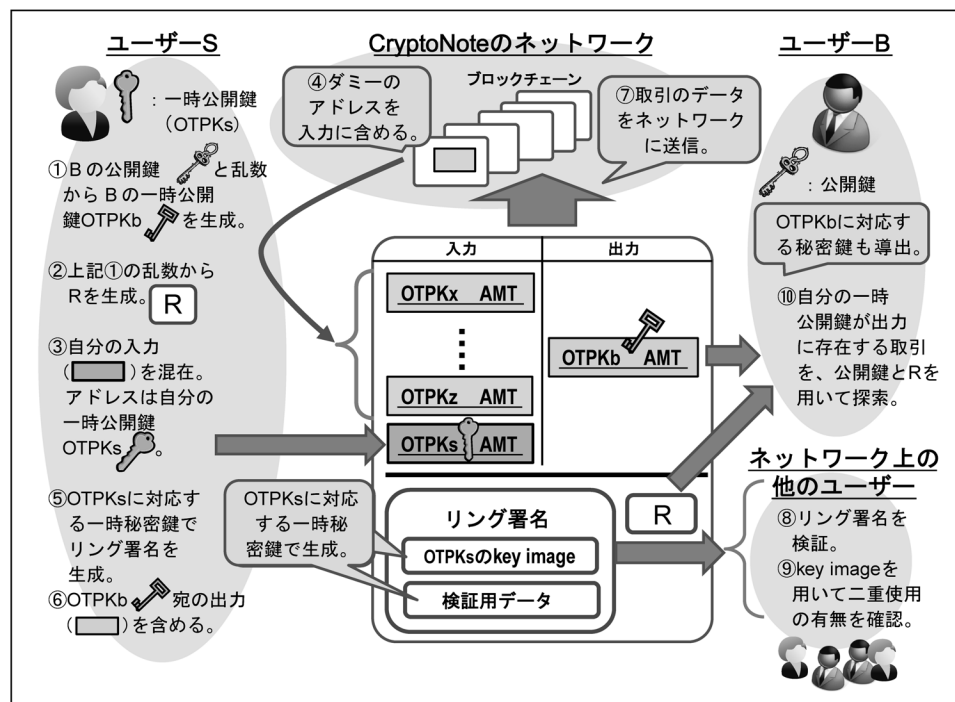 ユーザーS
：一時公開鍵
（OTPKs）
①Bの公開鍵 と乱数
からBの一時公開
鍵OTPKb を生成。
②上記①の乱数から
Rを生成。
R
③自分の入力
（ ）を混在。
アドレスは自分の
一時公開鍵
OTPKs 。
⑤OTPKsに対応す
る一時秘密鍵で
リング署名を
生成。
⑥OTPKb 宛の出力
（ ）を含める。
CryptoNoteのネットワーク
ブロックチェーン
④ダミーの
アドレスを
入力に含める。
⑦取引のデータ
をネットワーク
に送信。
入力
出力
OTPKx AMT
OTPKz AMT
OTPKs AMT
OTPKb AMT
OTPKsに対応
する一時秘
密鍵で生成。
リング署名
OTPKsのkey image
検証用データ
R
ユーザーB
：公開鍵
OTPKbに対応す
る秘密鍵も導出。
⑩自分の一時
公開鍵が出力
に存在する取引
を、公開鍵とRを
用いて探索。
ネットワーク上の
他のユーザー
⑧リング署名を
検証。
⑨key imageを
用いて二重使用
の有無を確認。